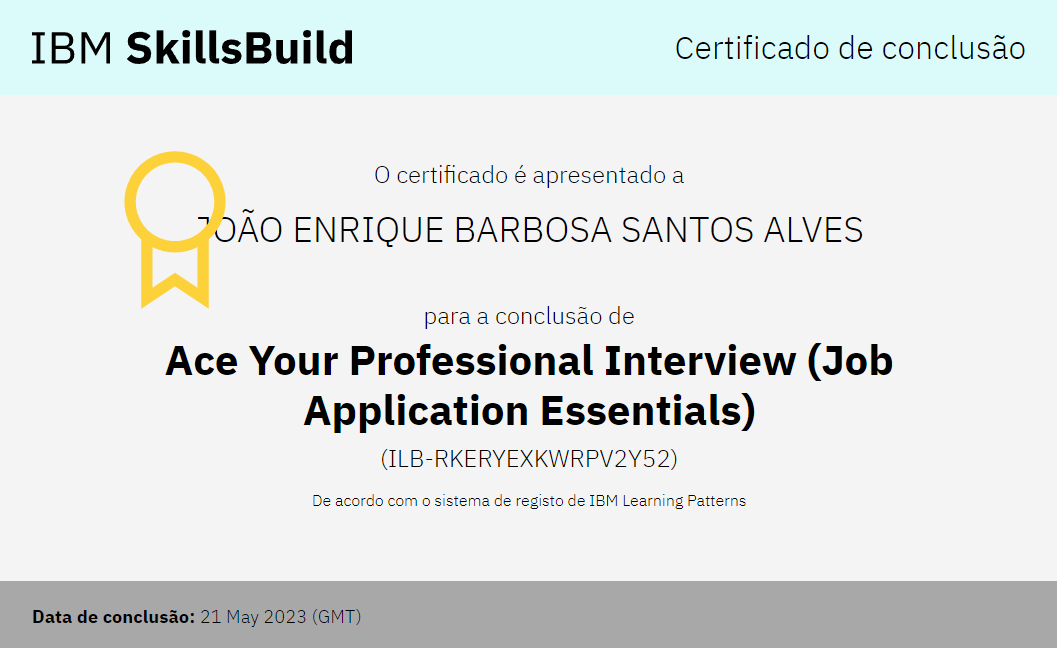 IBM SkillsBuild
Certificado de conclusão
O certificado é apresentado a
JOÃO ENRIQUE BARBOSA SANTOS ALVES
para a conclusão de
Ace Your Professional Interview (Job
Application Essentials)
(ILB-RKERYEXKWRPV2Y52)
De acordo com o sistema de registo de IBM Learning Patterns
Data de conclusão: 21 May 2023 (GMT)